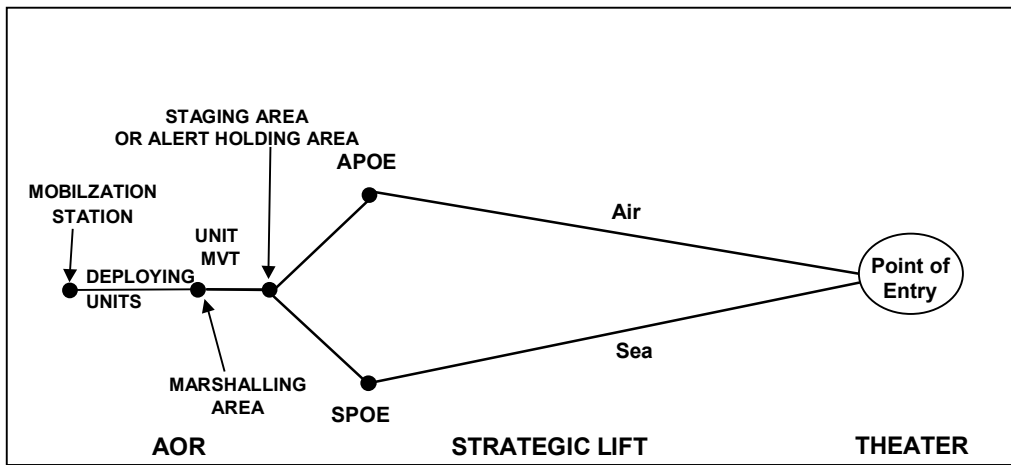 STAGING AREA
OR ALERT HOLDING AREA
APOE
MOBILZATION
STATION
Air
UNIT
MVT
DEPLOYING
UNITS
Point of
Entry
Sea
MARSHALLING
AREA
SPOE
AOR
STRATEGIC LIFT
THEATER